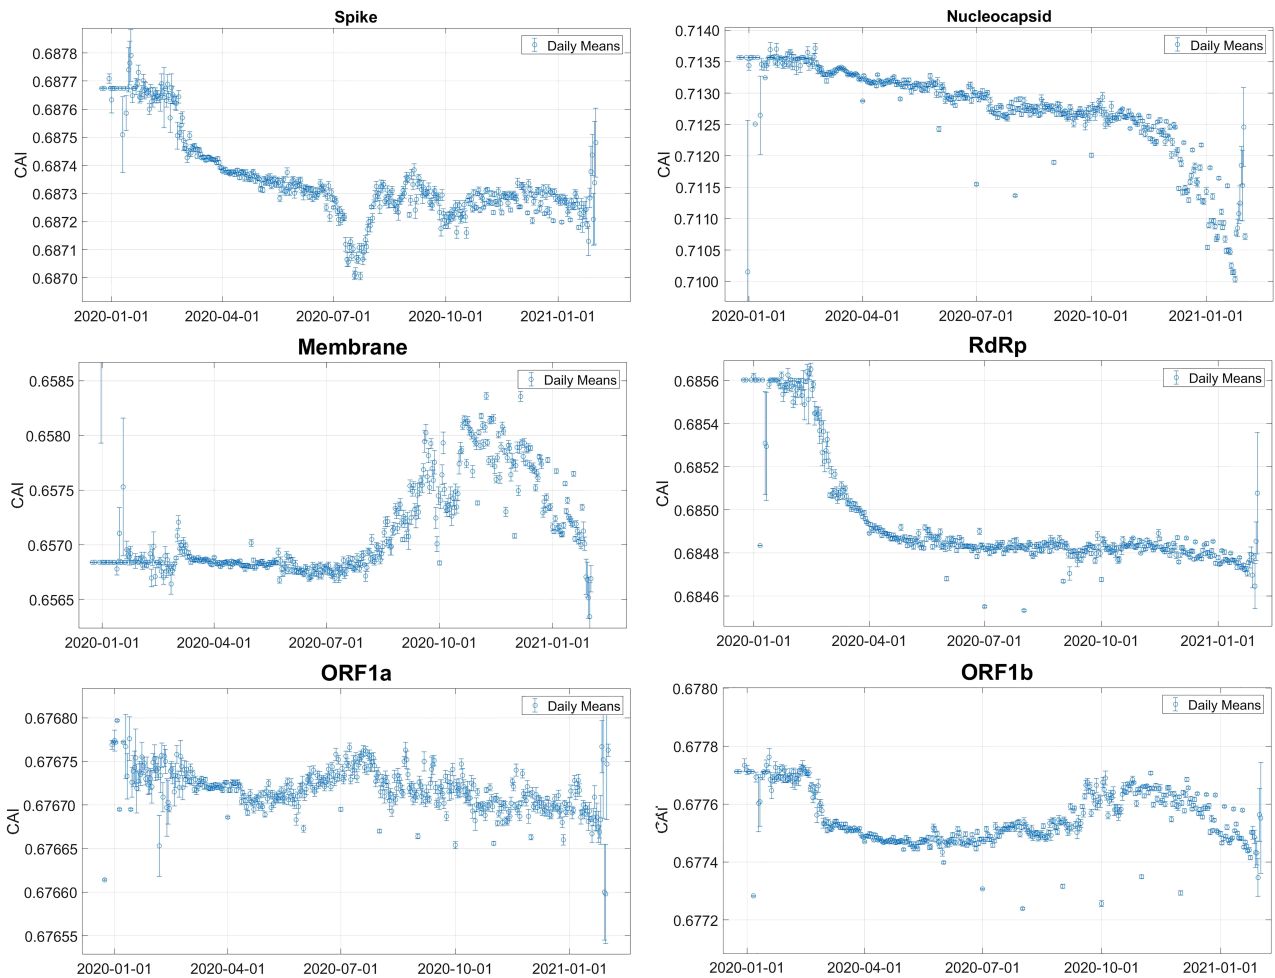 Spike
Daily Means
CAI
0.6878
0.6877
0.6876
0.6875
0.6874
0.6873
0.6872
0.6871
0.6870
2020-01-01 2020-04-01 2020-07-01 2020-10-01 2021-01-01
Nucleocapsid
Daily Means
CAI
0.7140
0.7135
0.7130
0.7125
0.7120
0.7115
0.7110
0.7105
0.7100
2020-01-01 2020-04-01 2020-07-01 2020-10-01 2021-01-01
Membrane
Daily Means
CAI
0.6585
0.6580
0.6575
0.6570
0.6565
2020-01-01 2020-04-01 2020-07-01 2020-10-01 2021-01-01
RdRp
Daily Means
CAI
0.6856
0.6854
0.6852
0.6850
0.6848
0.6846
2020-01-01 2020-04-01 2020-07-01 2020-10-01 2021-01-01
ORF1a
Daily Means
CAI
0.67680
0.67675
0.67670
0.67665
0.67660
0.67655
2020-01-01 2020-04-01 2020-07-01 2020-10-01 2021-01-01
ORF1b
Daily Means
CAI
0.6780
0.6778
0.6776
0.6774
0.6772
2020-01-01 2020-04-01 2020-07-01 2020-10-01 2021-01-01